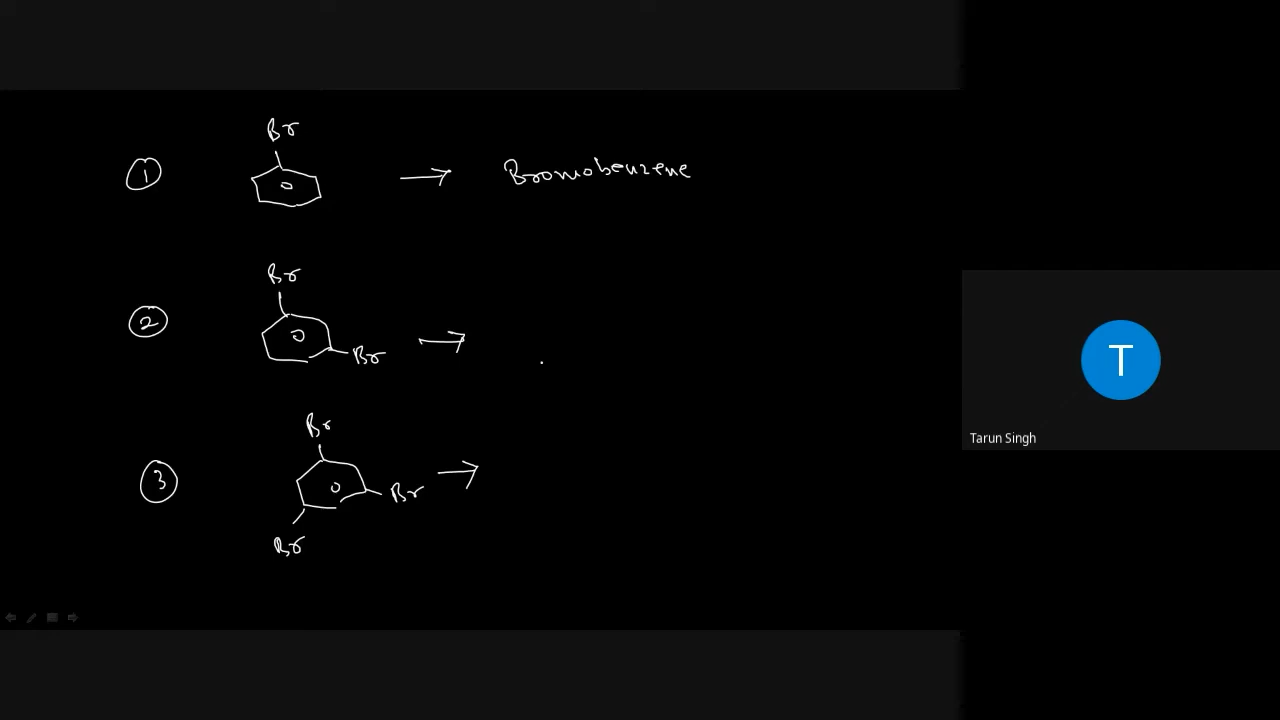 Br
① → Bromobenzene
Br
② Br →
Br
③ Br →
Br
T
Tarun Singh